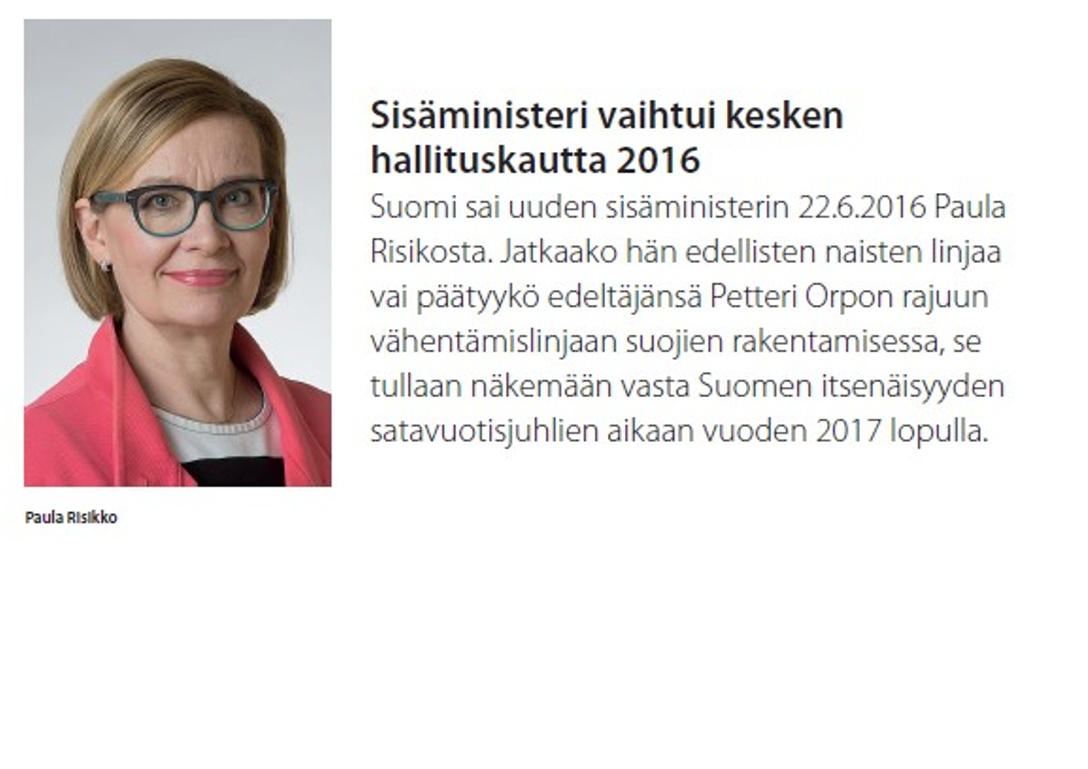 Sisäministeri vaihtui kesken
hallituskautta 2016
Suomi sai uuden sisäministerin 22.6.2016 Paula
Risikosta. Jatkaako hän edellisten naisten linjaa
vai päätyykö edeltäjänsä Petteri Orpon rajuun
vähentämislinjaan suojien rakentamisessa, se
tullaan näkemään vasta Suomen itsenäisyyden
satavuotisjuhlien aikaan vuoden 2017 lopulla.
Paula Risikko